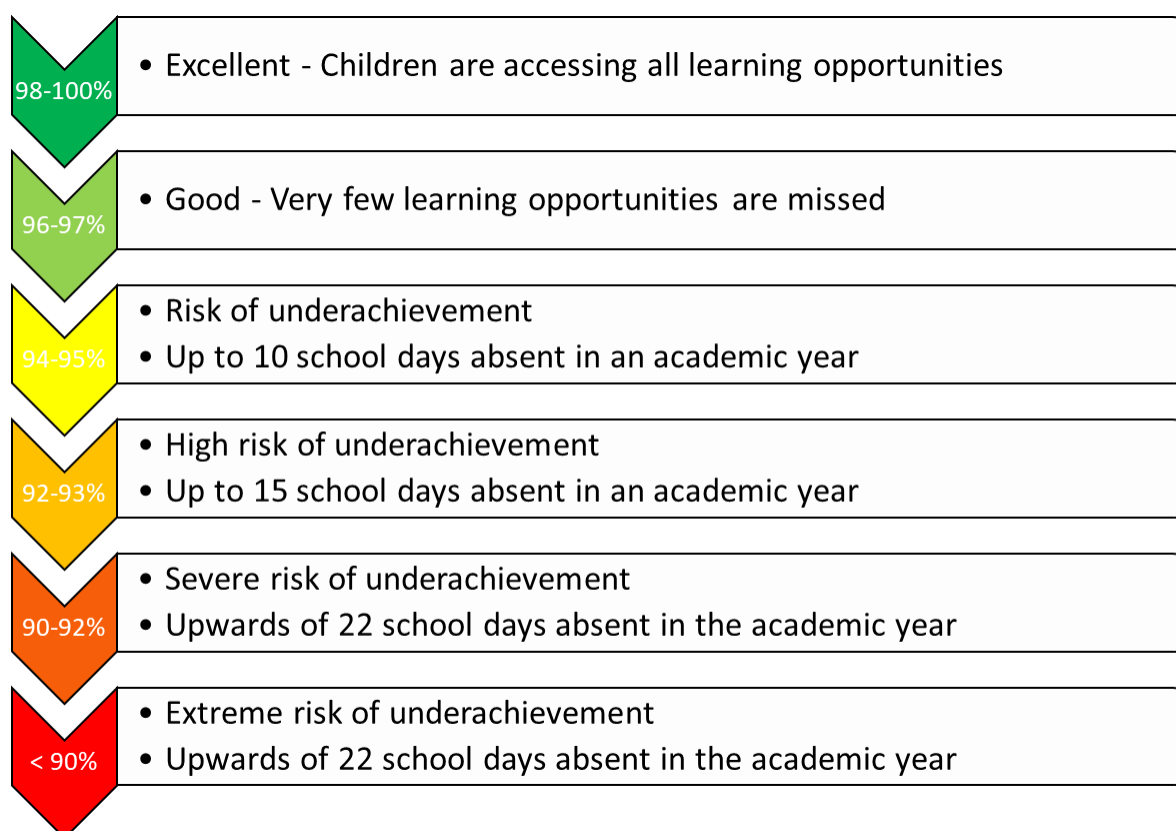 98-100%
• Excellent - Children are accessing all learning opportunities
96-97%
• Good - Very few learning opportunities are missed
94-95%
• Risk of underachievement
• Up to 10 school days absent in an academic year
92-93%
• High risk of underachievement
• Up to 15 school days absent in an academic year
90-92%
• Severe risk of underachievement
• Upwards of 22 school days absent in the academic year
< 90%
• Extreme risk of underachievement
• Upwards of 22 school days absent in the academic year